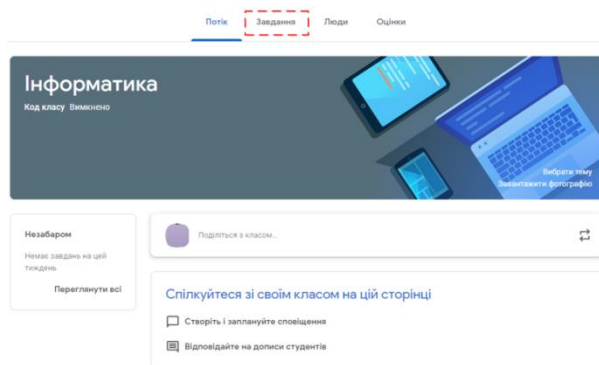 Потік Завдання Люди Оцінки
Інформатика
Код класу Вимкнено
Вибрати тему
Завантажити фотографію
Незабаром
Немає завдань на цей
тиждень
Переглянути всі
Поділіться з класом...
Спілкуйтеся зі своїм класом на цій сторінці
Створіть і заплануйте сповіщення
Відповідайте на дописи студентів